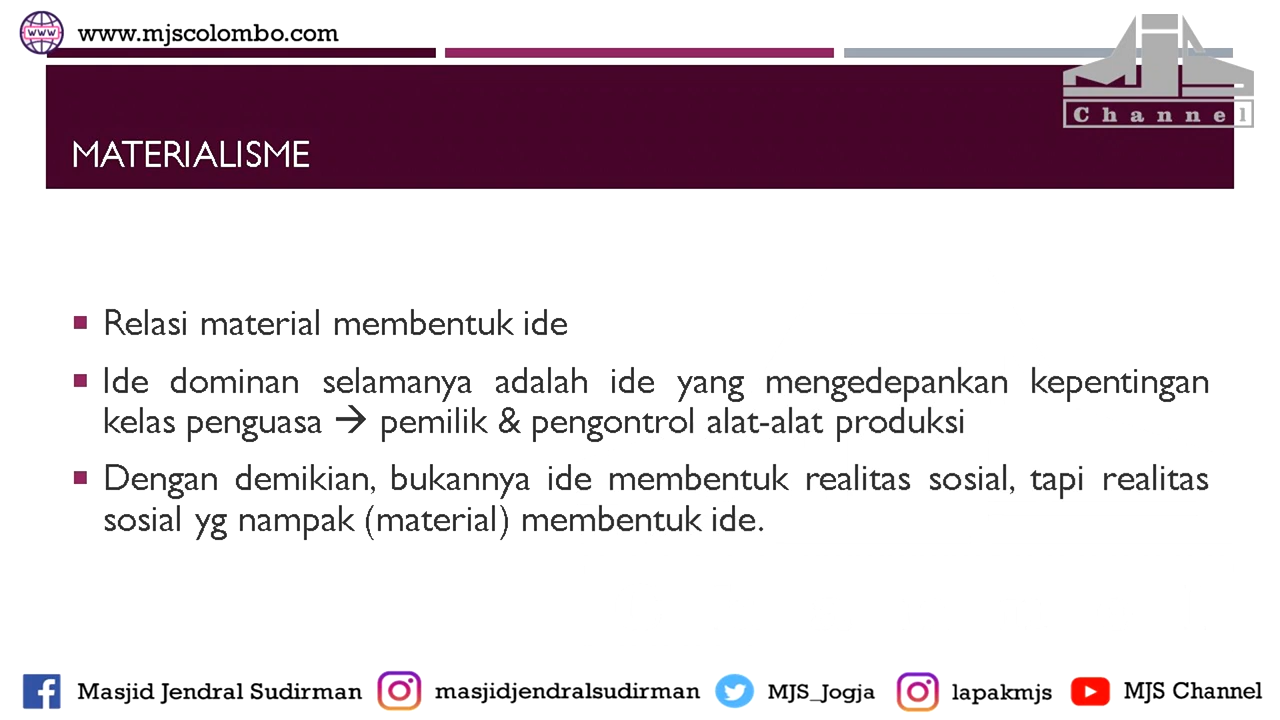 www.mjscolombo.com
MJS
Channel
MATERIALISME
Relasi material membentuk ide
Ide dominan selamanya adalah ide yang mengedepankan kepentingan
kelas penguasa → pemilik & pengontrol alat-alat produksi
Dengan demikian, bukannya ide membentuk realitas sosial, tapi realitas
sosial yg nampak (material) membentuk ide.
Masjid Jendral Sudirman masjidjendralsudirman MJS_Jogja lapakmjs MJS Channel